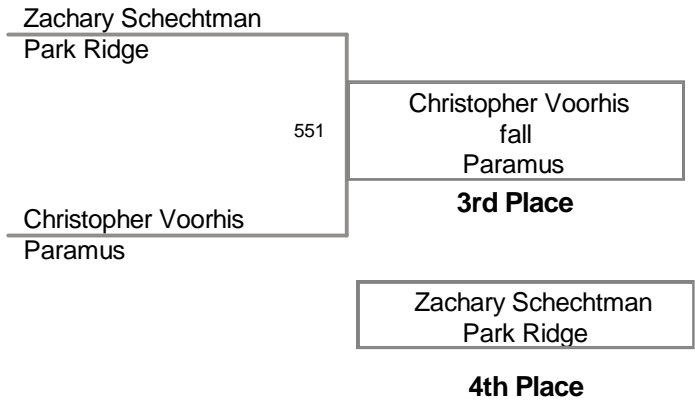 Zachary Schechtman
Park Ridge
Christopher Voorhis
fall
Paramus
551
3rd Place
Christopher Voorhis
Paramus
Zachary Schechtman
Park Ridge
4th Place